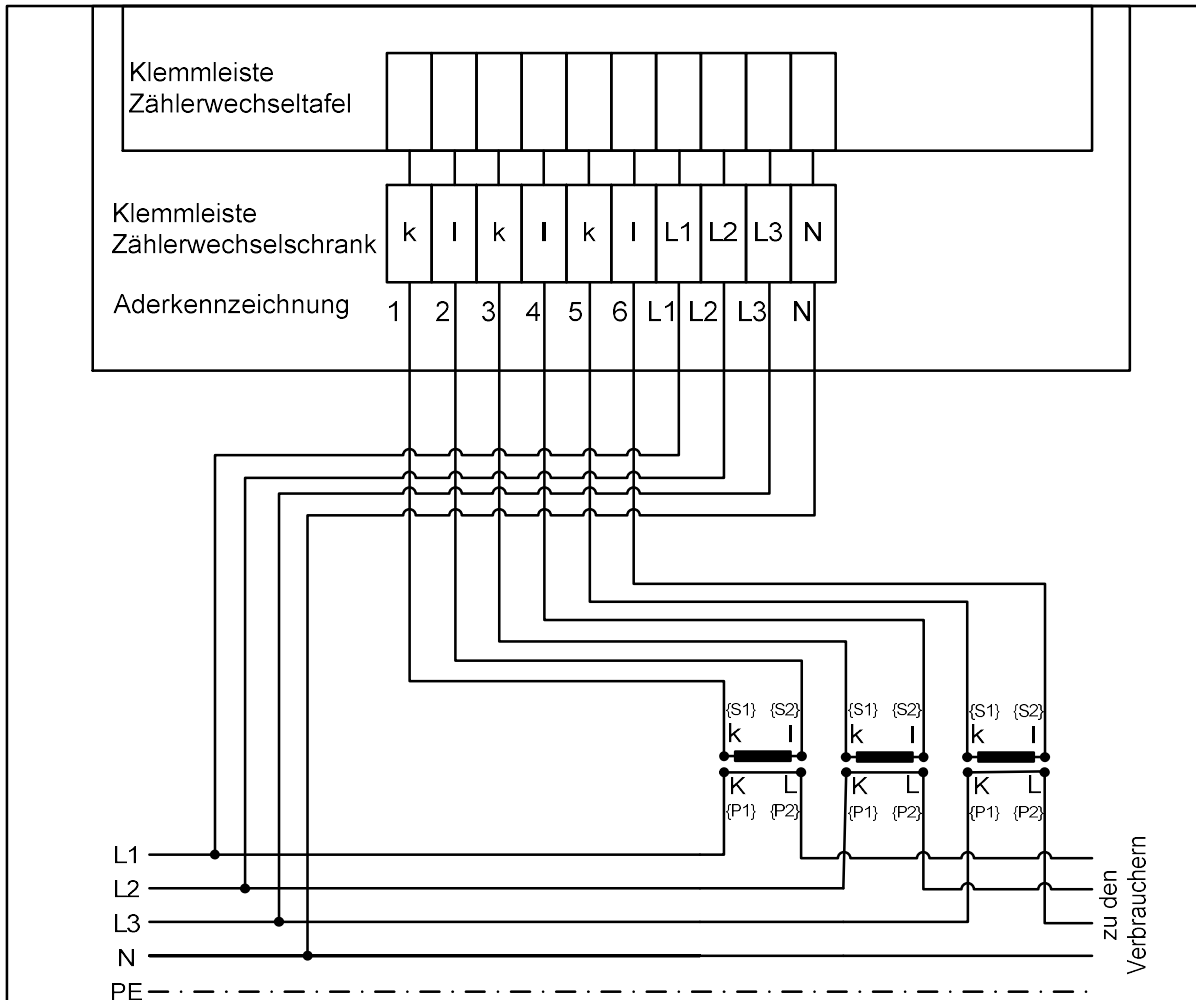 Klemmleiste
Zählerwechseltafel
Klemmleiste
Zählerwechselschrank
k l k l k l L1 L2 L3 N
Aderkennzeichnung
1 2 3 4 5 6 L1 L2 L3 N
{S1} {S2} {S1} {S2} {S1} {S2}
k l k l k l
K L K L K L
{P1} {P2} {P1} {P2} {P1} {P2}
L1
L2
L3
N
PE
zu den
Verbrauchern